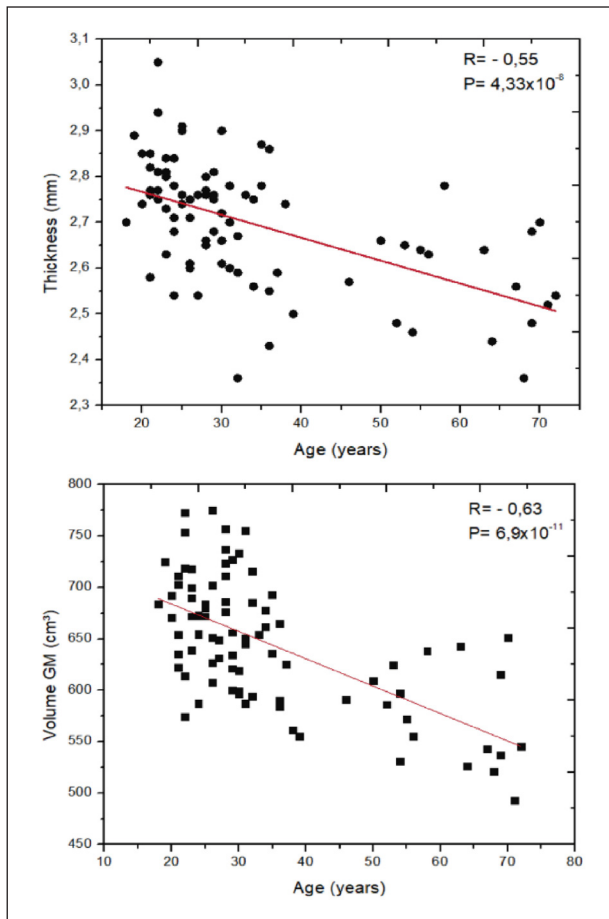 R= - 0,55
P= 4,33x10⁻⁸
Thickness (mm)
3,1
3,0
2,9
2,8
2,7
2,6
2,5
2,4
2,3
20 30 40 50 60 70
Age (years)
R= - 0,63
P= 6,9x10⁻¹¹
Volume GM (cm³)
800
750
700
650
600
550
500
450
10 20 30 40 50 60 70 80
Age (years)